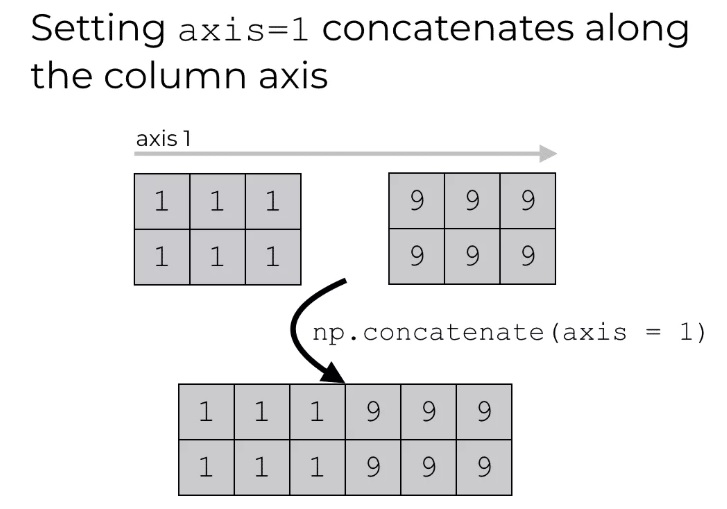 Setting axis=1 concatenates along
the column axis
axis 1
1 1 1 9 9 9
1 1 1 9 9 9
np.concatenate(axis = 1)
1 1 1 9 9 9
1 1 1 9 9 9